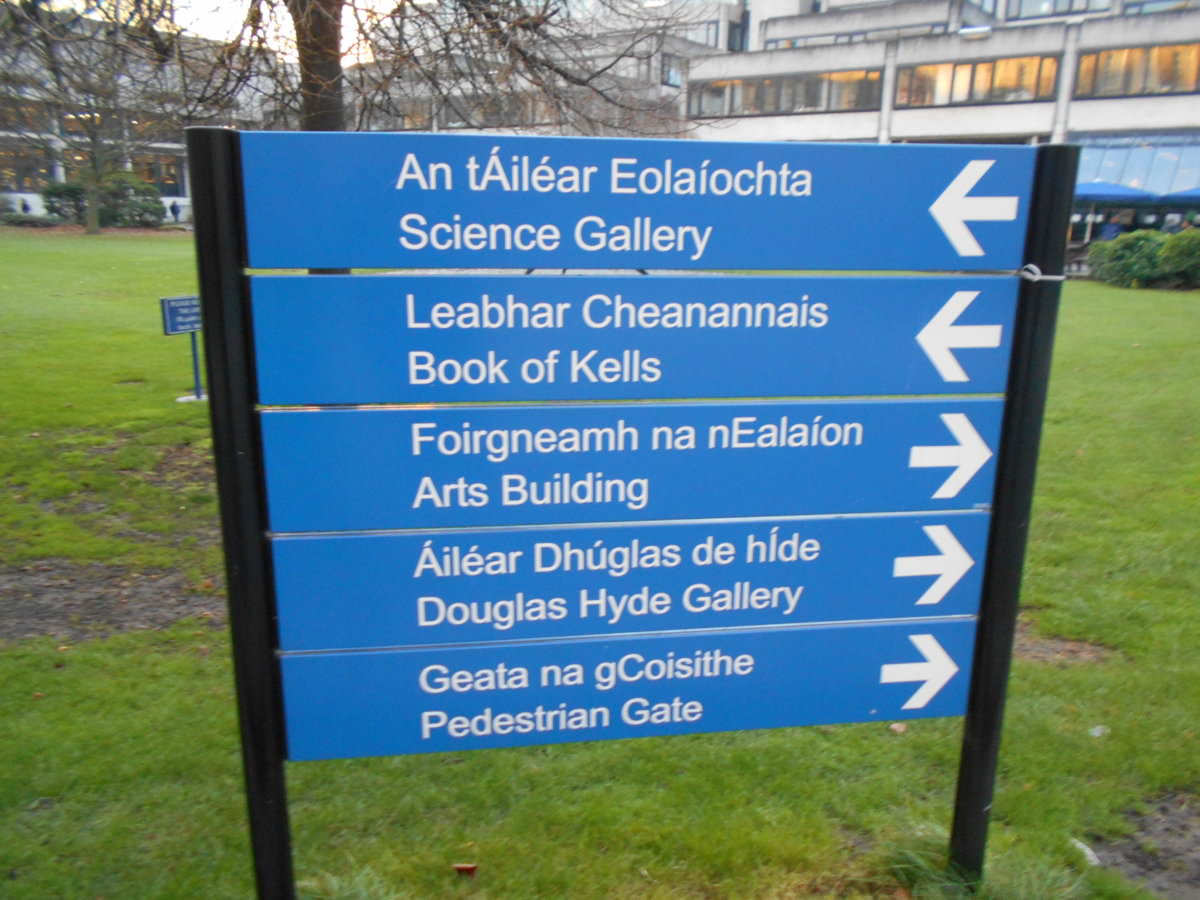 An tÁiléar Eolaíochta
Science Gallery
Leabhar Cheanannais
Book of Kells
Foirgneamh na nEalaíon
Arts Building
Áiléar Dhúglas de hÍde
Douglas Hyde Gallery
Geata na gCoisithe
Pedestrian Gate